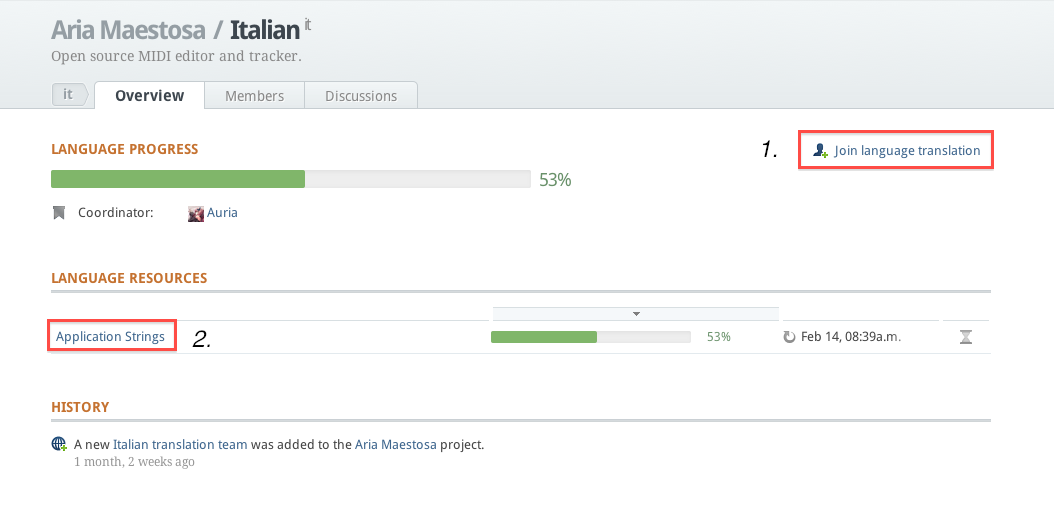 Aria Maestosa / Italian it
Open source MIDI editor and tracker.
it Overview Members Discussions
LANGUAGE PROGRESS
1. Join language translation
53%
Coordinator: Auria
LANGUAGE RESOURCES
Application Strings 2. 53% Feb 14, 08:39a.m.
HISTORY
A new Italian translation team was added to the Aria Maestosa project.
1 month, 2 weeks ago